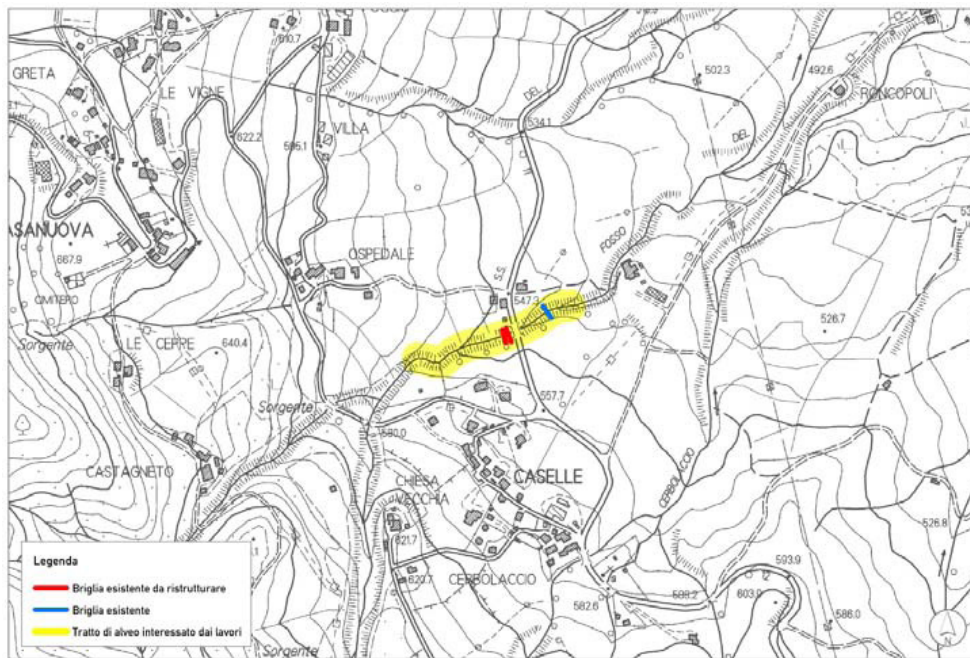 610.7
GRETA
LE VIGNE
502.3
492.6
RONCOPOLI
DEL
534.1
VILLA
622.2
595.1
DEL
ASANUOVA
667.9
OSPEDALE
FOSSO
S.S.
547.3
CIMITERO
526.7
Sorgente
LE CEPPE
640.4
557.7
Sorgente
580.0
CASTAGNETO
CHIESA
VECCHIA
CASELLE
CERBOLACCIO
621.7
526.8
620.7
CERBOLACCIO
593.9
582.6
599.2
603.0
586.0
Sorgente
Legenda
Briglia esistente da ristrutturare
Briglia esistente
Tratto di alveo interessato dai lavori
N